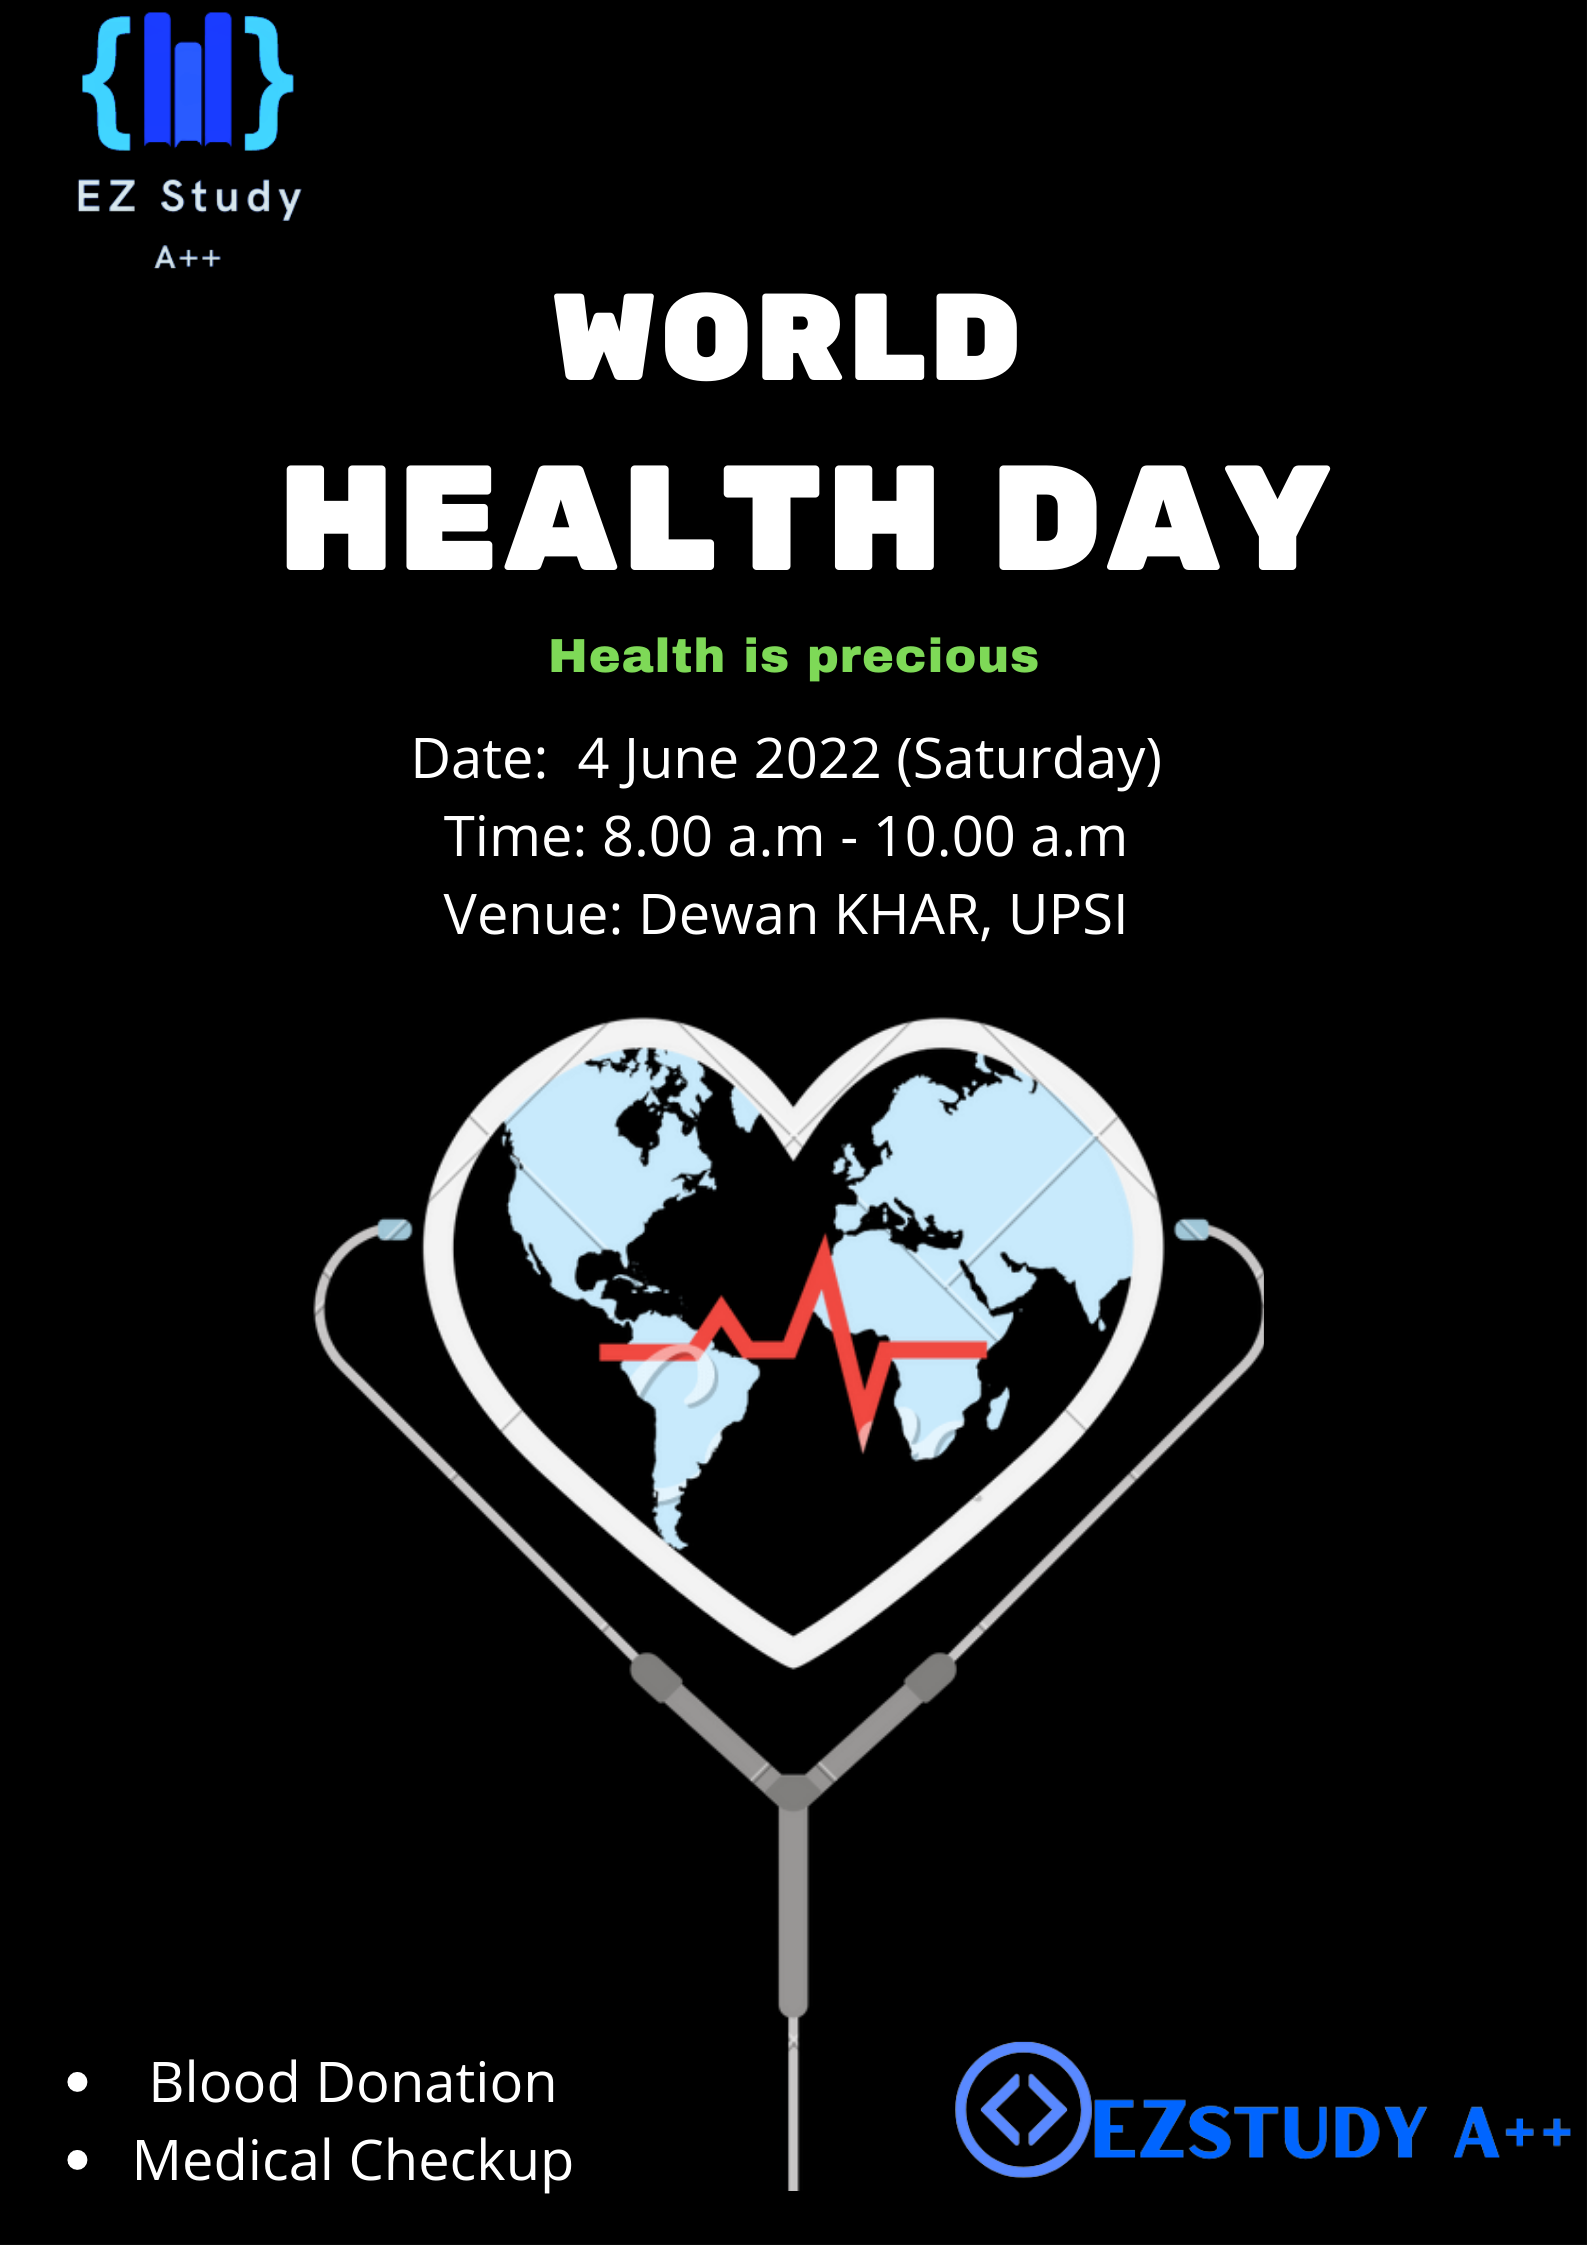 EZ Study
A++
WORLD
HEALTH DAY
Health is precious
Date:  4 June 2022 (Saturday)
Time: 8.00 a.m - 10.00 a.m
Venue: Dewan KHAR, UPSI
• Blood Donation
• Medical Checkup
EZSTUDY A++